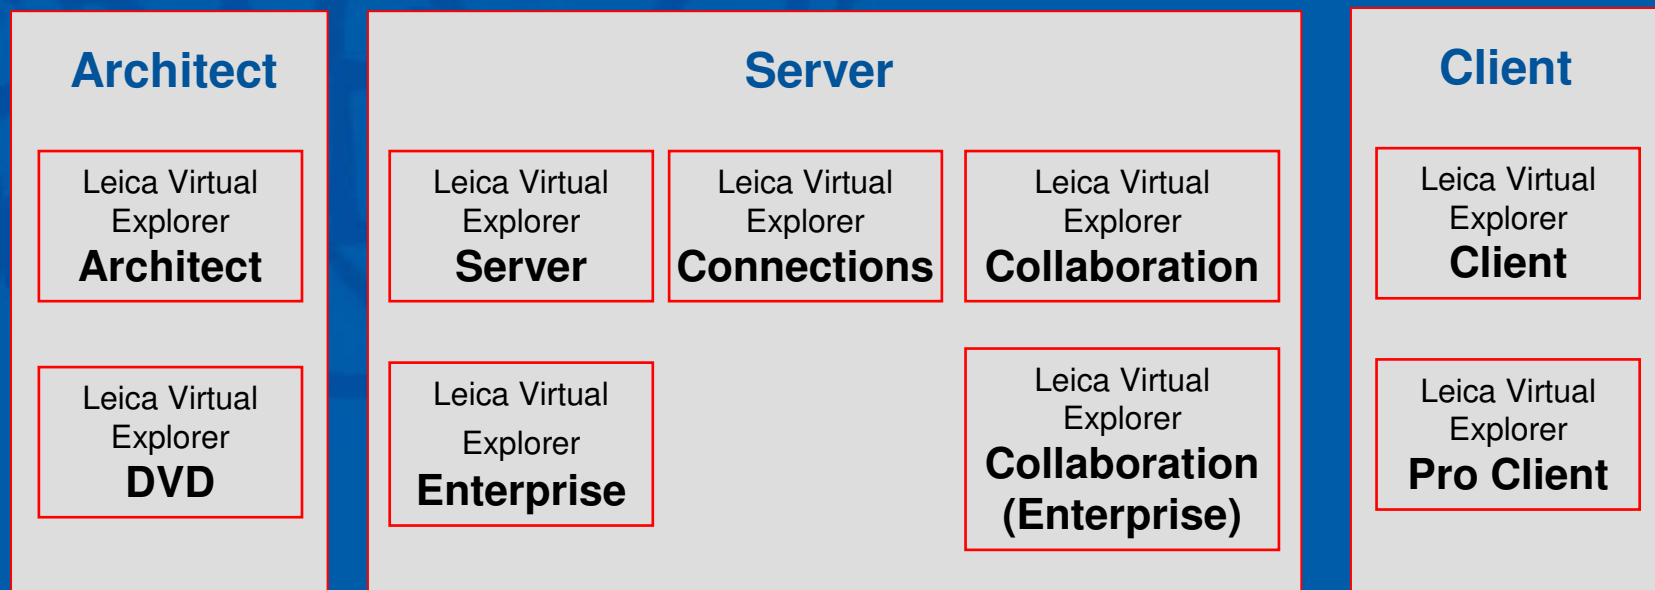 Architect
Leica Virtual
Explorer
Architect
Leica Virtual
Explorer
DVD
Server
Leica Virtual
Explorer
Server
Leica Virtual
Explorer
Connections
Leica Virtual
Explorer
Collaboration
Leica Virtual
Explorer
Enterprise
Leica Virtual
Explorer
Collaboration
(Enterprise)
Client
Leica Virtual
Explorer
Client
Leica Virtual
Explorer
Pro Client